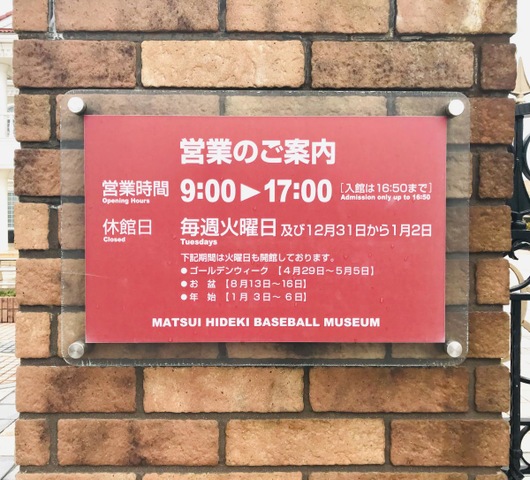 営業のご案内
営業時間 9:00▶17:00 [入館は16:50まで]
Opening Hours Admission only up to 16:50
休館日 毎週火曜日及び12月31日から1月2日
Closed Tuesdays
下記期間は火曜日も開館しております。
●ゴールデンウィーク 【4月29日〜5月5日】
●お 盆 【8月13日〜16日】
●年 始 【1月 3日〜 6日】
MATSUI HIDEKI BASEBALL MUSEUM